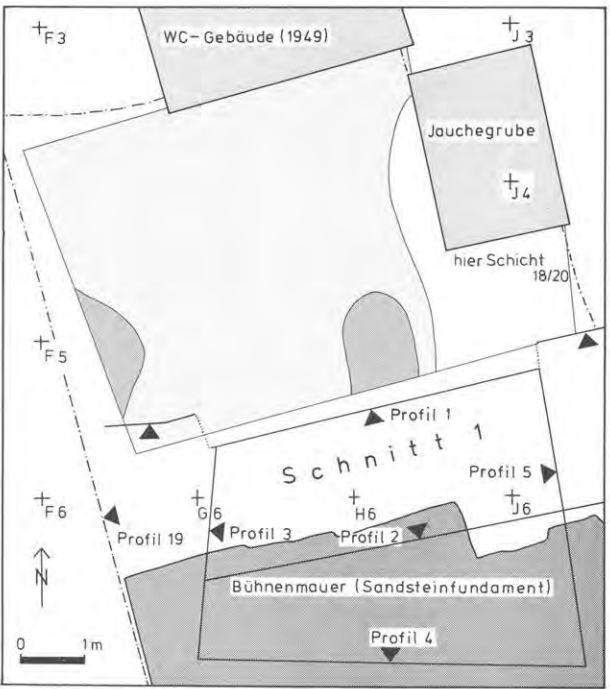 F3
WC-Gebäude (1949)
J3
Jauchegrube
J4
hier Schicht
18/20
F5
Profil 1
Schnitt 1
Profil 5
F6
G6
H6
J6
Profil 19
Profil 3
Profil 2
N
Bühnenmauer (Sandsteinfundament)
Profil 4
0 1m